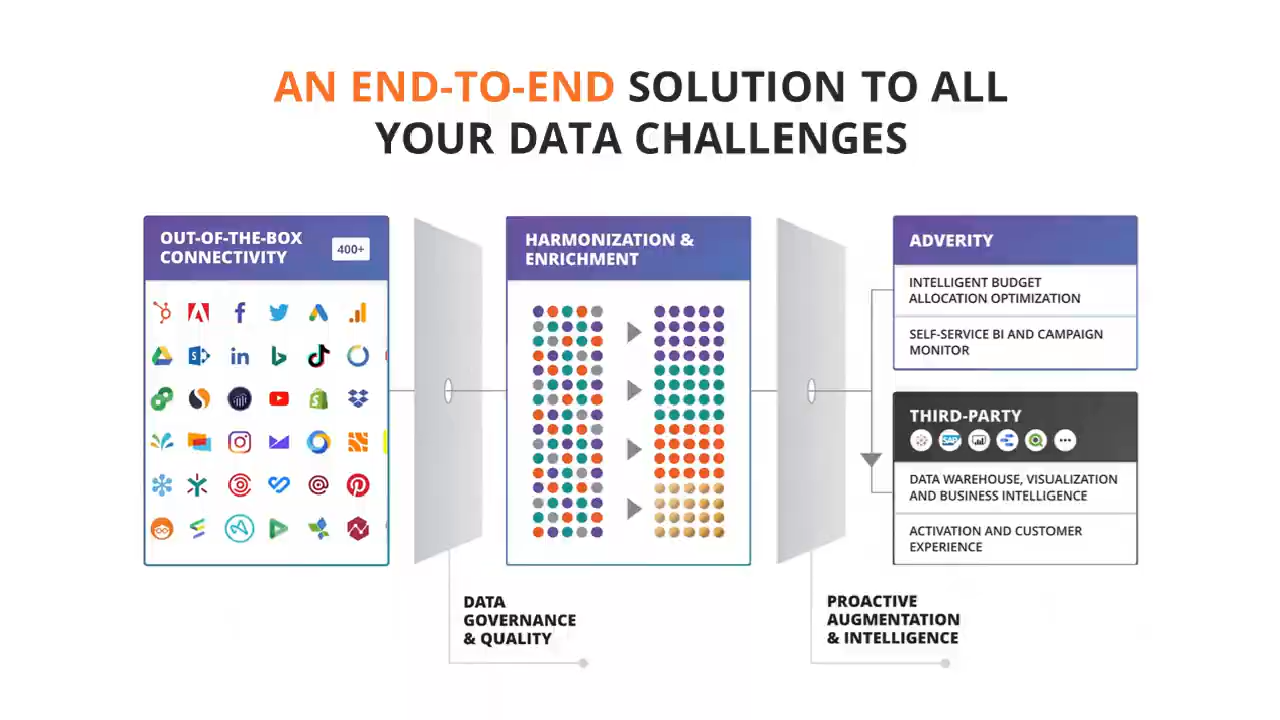 AN END-TO-END SOLUTION TO ALL
YOUR DATA CHALLENGES
OUT-OF-THE-BOX
CONNECTIVITY
400+
HARMONIZATION &
ENRICHMENT
ADVERITY
INTELLIGENT BUDGET
ALLOCATION OPTIMIZATION
SELF-SERVICE BI AND CAMPAIGN
MONITOR
THIRD-PARTY
SAP
DATA WAREHOUSE, VISUALIZATION
AND BUSINESS INTELLIGENCE
ACTIVATION AND CUSTOMER
EXPERIENCE
DATA
GOVERNANCE
& QUALITY
PROACTIVE
AUGMENTATION
& INTELLIGENCE